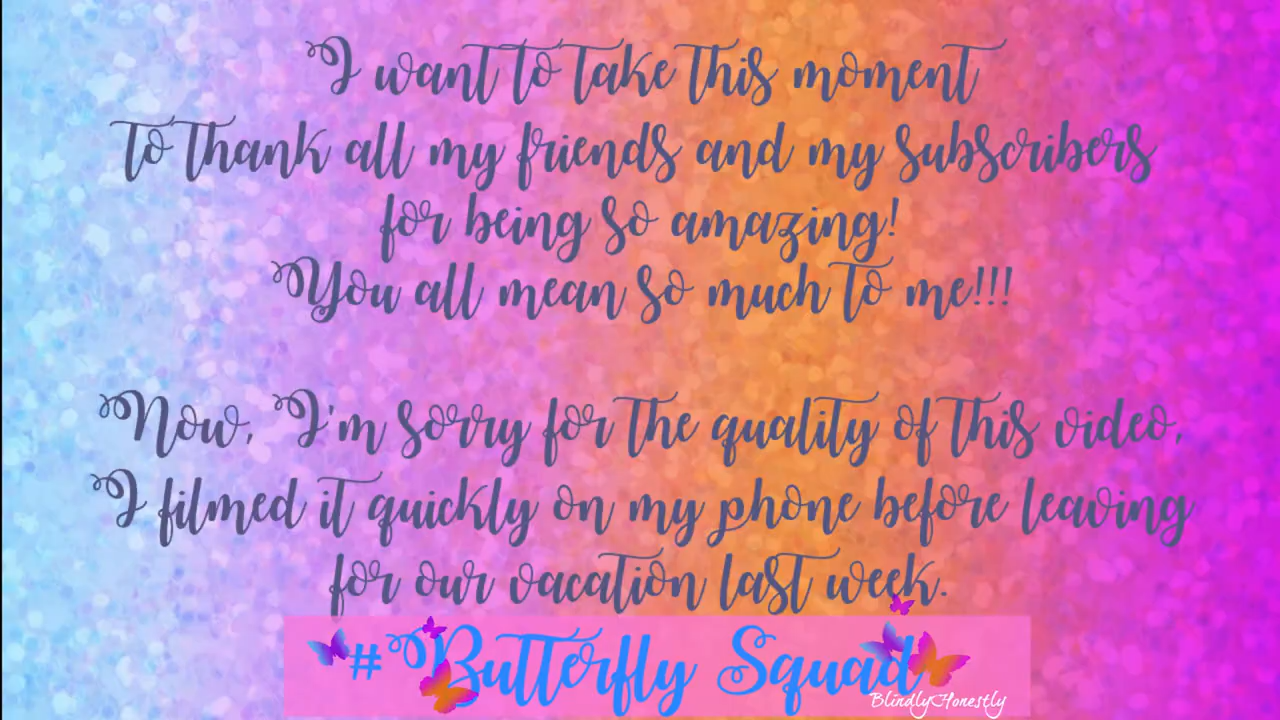 I want to take this moment
to thank all my friends and my subscribers
for being so amazing!
You all mean so much to me!!!
Now, I'm sorry for the quality of this video,
I filmed it quickly on my phone before leaving
for our vacation last week.
#Butterfly Squad
BlindlyHonestly